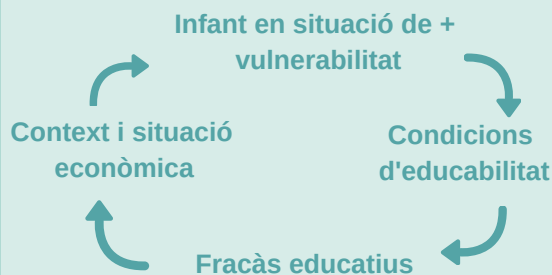 Infant en situació de +
vulnerabilitat
Condicions
d'educabilitat
Fracàs educatius
Context i situació
econòmica